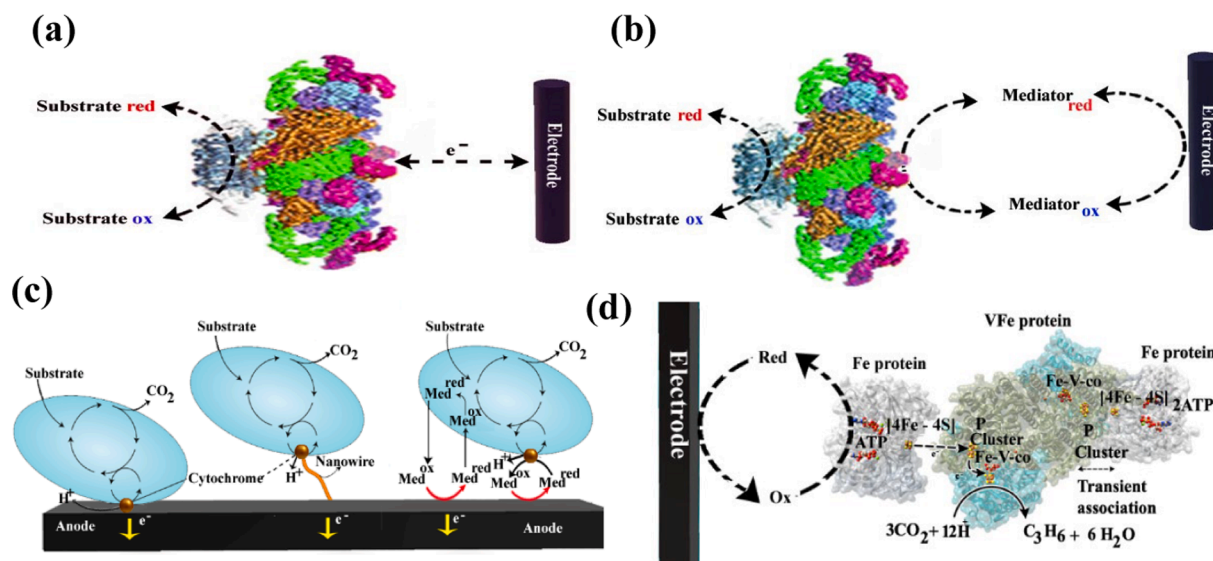 (a)
Substrate red
Substrate ox
e⁻
Electrode
(b)
Substrate red
Substrate ox
Mediator red
Mediator ox
Electrode
(c)
Substrate
CO2
H+
Anode
e-
Substrate
CO2
Cytochrome
H+
Nanowire
e-
Substrate
CO2
Med red
Med ox
Med ox
Med red
H+
Med ox
Med red
e-
Anode
(d)
Electrode
Red
Ox
VFe protein
Fe protein
Fe protein
ATP
[4Fe - 4S]
e-
P
Cluster
e-
Fe-V-co
Fe-V-co
[4Fe - 4S]
2ATP
P
Cluster
Transient
association
3CO2 + 12H
C3H6 + 6 H2O